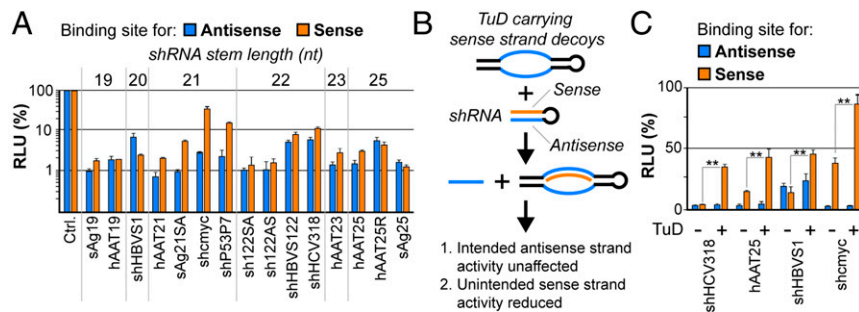 A
Binding site for: Antisense Sense
shRNA stem length (nt)
19 20 21 22 23 25
RLU (%)
100
10
1
Ctrl.
sAg19
hAAT19
shHBVS1
hAAT21
sAg21SA
shcmyc
shP53P7
sh122SA
sh122AS
shHBVS122
shHCV318
hAAT23
hAAT25
hAAT25R
sAg25
B
TuD carrying
sense strand decoys
+
Sense
shRNA
Antisense
+
1. Intended antisense strand
activity unaffected
2. Unintended sense strand
activity reduced
C
Binding site for:
Antisense
Sense
RLU (%)
100
50
0
** ** ** **
TuD - + - + - + - +
shHCV318
hAAT25
shHBVS1
shcmyc